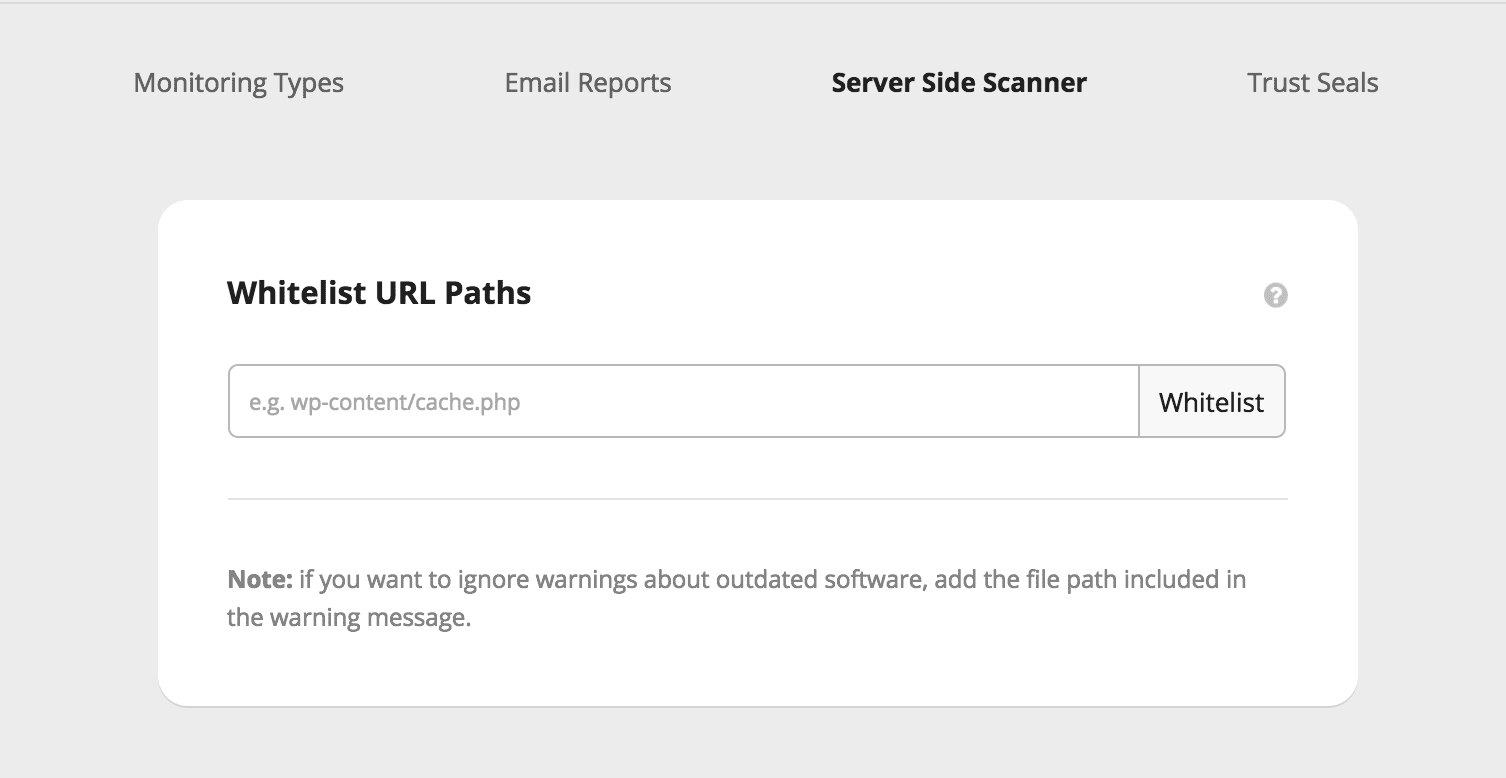 Monitoring Types
Email Reports
Server Side Scanner
Trust Seals
Whitelist URL Paths
?
e.g. wp-content/cache.php
Whitelist
Note: if you want to ignore warnings about outdated software, add the file path included in
the warning message.